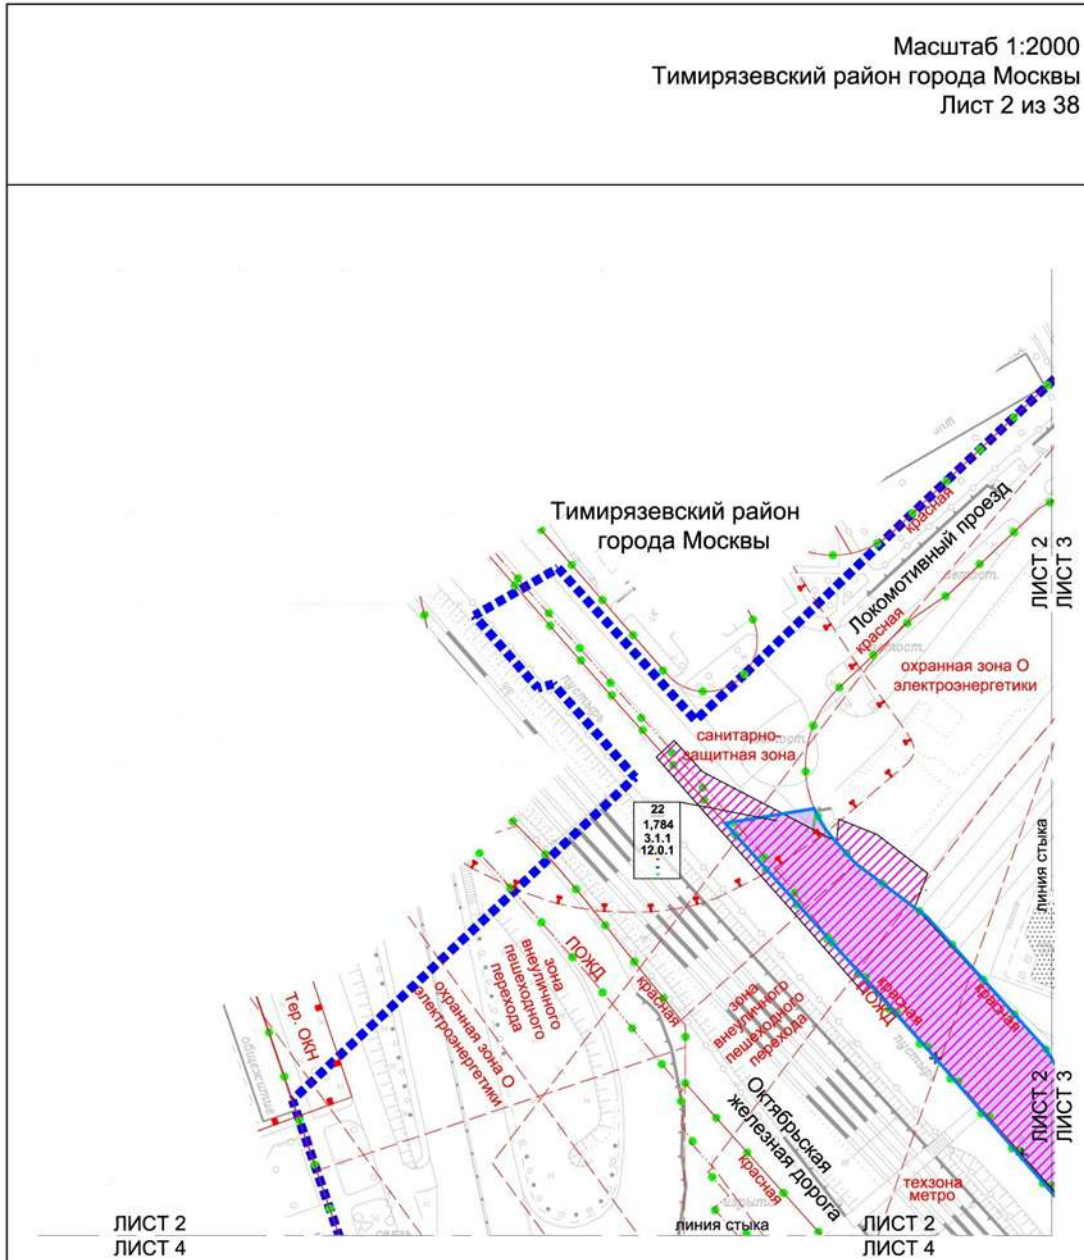 Масштаб 1:2000
Тимирязевский район города Москвы
Лист 2 из 38
Тимирязевский район
города Москвы
красная
Локомотивный проезд
красная
автост.
ЛИСТ 2
ЛИСТ 3
охранная зона О
электроэнергетики
пустырь
санитарно-
защитная зона
22
1,784
3.1.1
12.0.1
линия стыка
зона
внеуличного
пешеходного
перехода
ПОЖД
красная
охранная зона О
электроэнергетики
Тер. ОКН
общежитие
зона
внеуличного
пешеходного
перехода
красная
ПОЖД
красная
пустырь
Октябрьская
железная дорога
красная
техзона
метро
ЛИСТ 2
ЛИСТ 3
линия стыка
ЛИСТ 2
ЛИСТ 4
ЛИСТ 2
ЛИСТ 4